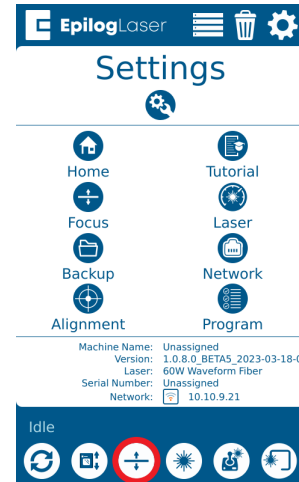 EpilogLaser
Settings
Home Tutorial
Focus Laser
Backup Network
Alignment Program
Machine Name: Unassigned
Version: 1.0.8.0_BETA5_2023-03-18-0
Laser: 60W Waveform Fiber
Serial Number: Unassigned
Network: 10.10.9.21
Idle